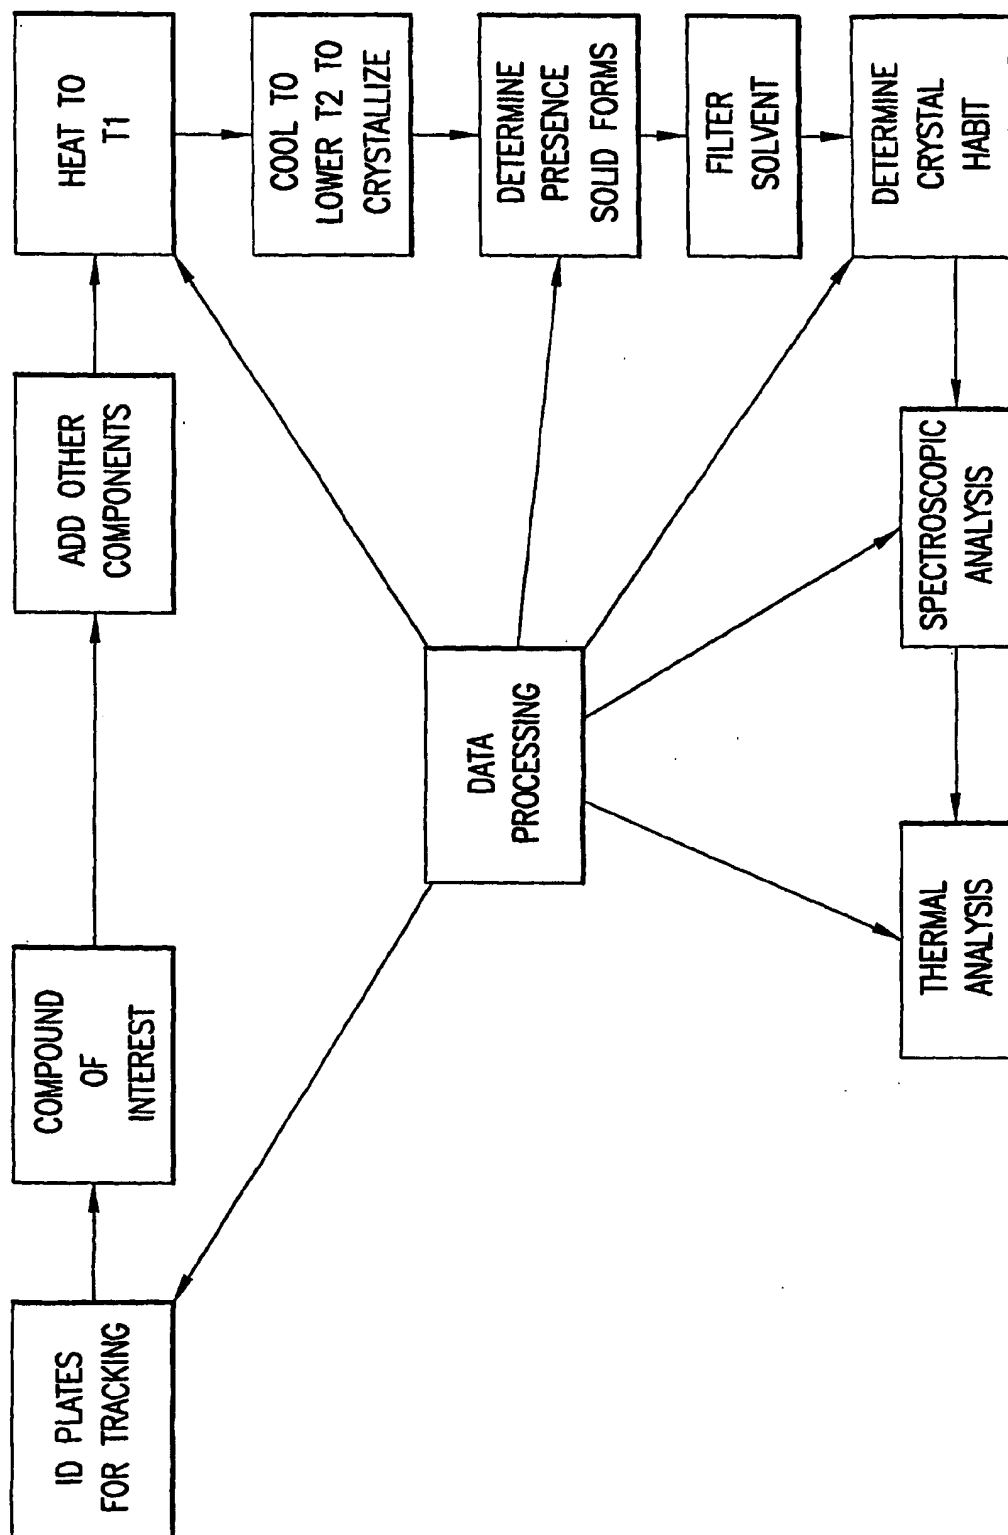 ID PLATES
FOR TRACKING
COMPOUND
OF
INTEREST
ADD OTHER
COMPONENTS
HEAT TO
T1
COOL TO
LOWER T2 TO
CRYSTALLIZE
DETERMINE
PRESENCE
SOLID FORMS
FILTER
SOLVENT
DETERMINE
CRYSTAL
HABIT
SPECTROSCOPIC
ANALYSIS
THERMAL
ANALYSIS
DATA
PROCESSING